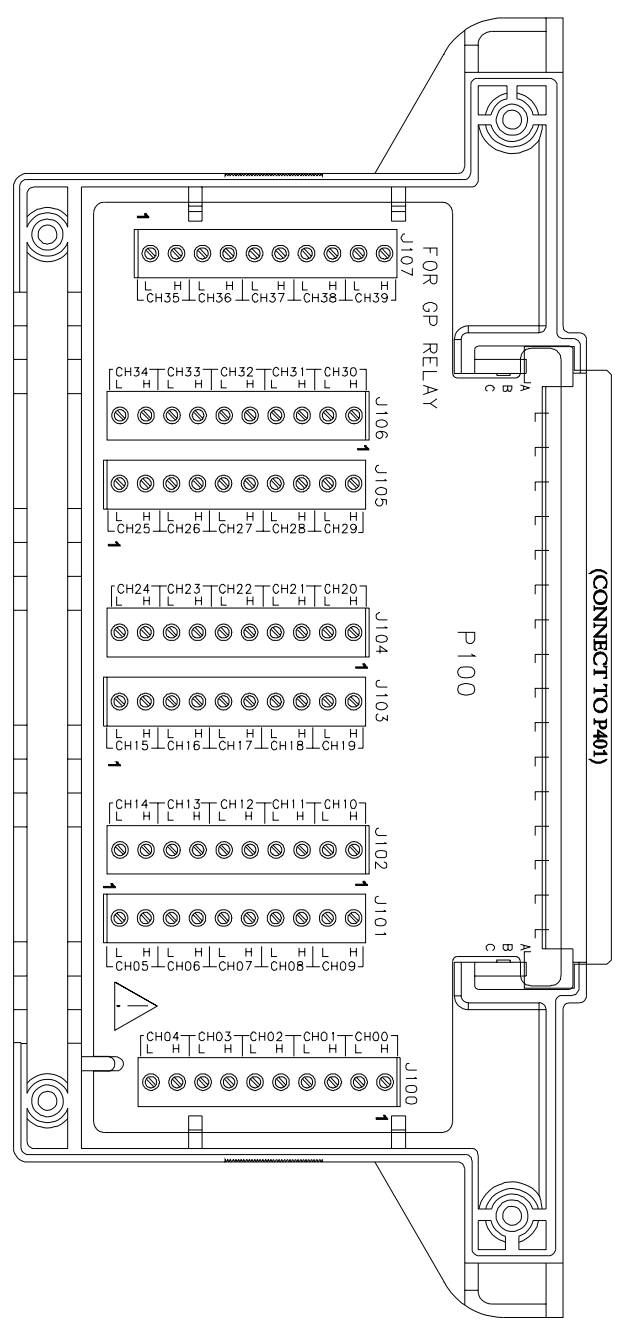 1
J107
L H L H L H L H L H
CH35 CH36 CH37 CH38 CH39
FOR GP RELAY
CH34 CH33 CH32 CH31 CH30
L H L H L H L H L H
J106
1
A
B
C
J105
L H L H L H L H L H
CH25 CH26 CH27 CH28 CH29
1
CH24 CH23 CH22 CH21 CH20
L H L H L H L H L H
J104
1
P100
(CONNECT TO P401)
J103
L H L H L H L H L H
CH15 CH16 CH17 CH18 CH19
1
CH14 CH13 CH12 CH11 CH10
L H L H L H L H L H
J102
1
1
J101
L H L H L H L H L H
CH05 CH06 CH07 CH08 CH09
A
B
C
!
CH04 CH03 CH02 CH01 CH00
L H L H L H L H L H
J100
1